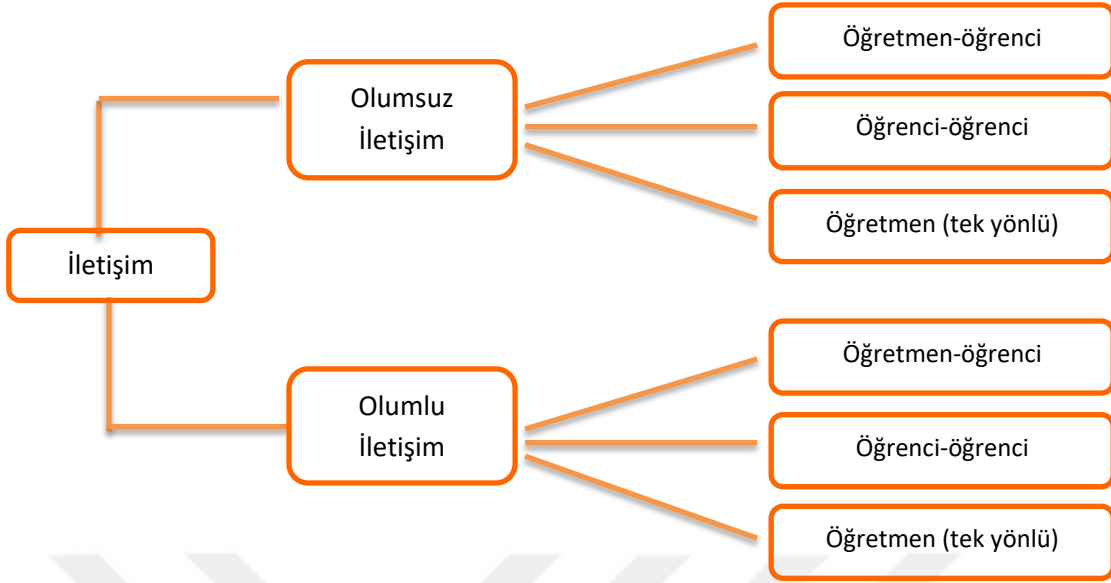 İletişim
Olumsuz
İletişim
Öğretmen-öğrenci
Öğrenci-öğrenci
Öğretmen (tek yönlü)
Olumlu
İletişim
Öğretmen-öğrenci
Öğrenci-öğrenci
Öğretmen (tek yönlü)